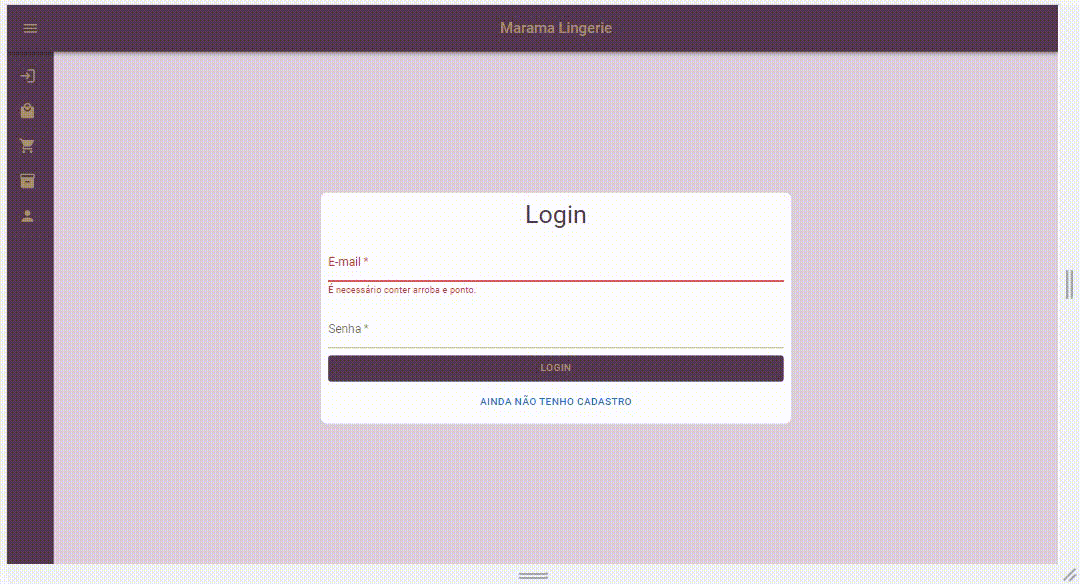 Marama Lingerie
Login
E-mail *
É necessário conter arroba e ponto.
Senha *
LOGIN
AINDA NÃO TENHO CADASTRO